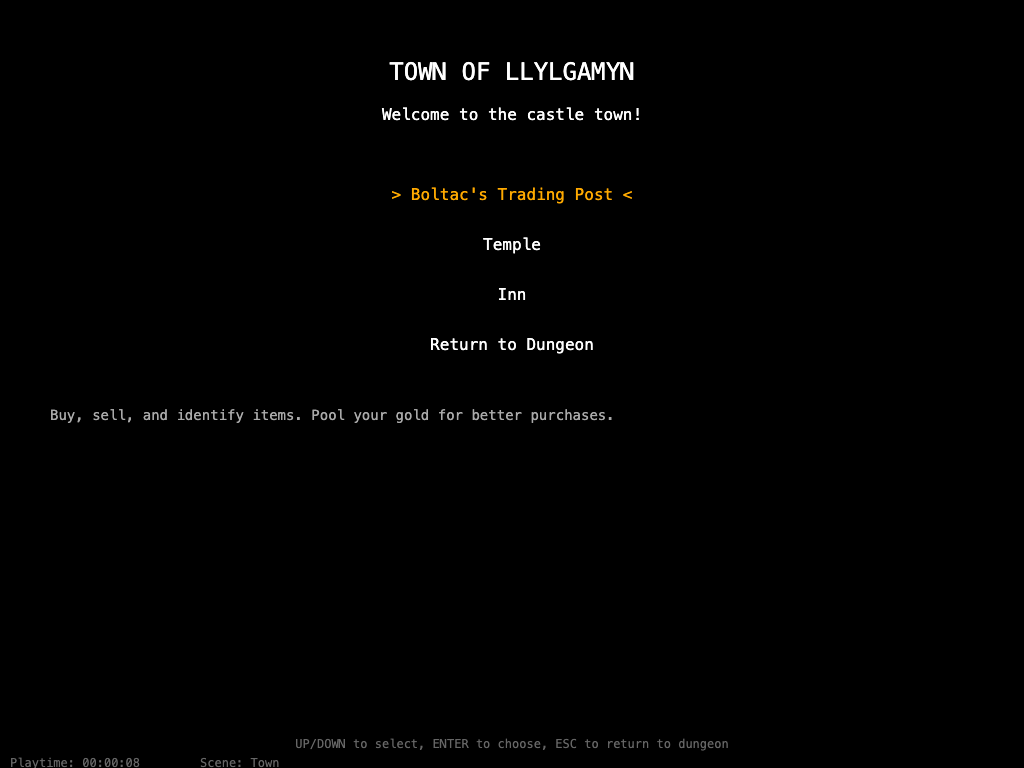 TOWN OF LLYLGAMYN
Welcome to the castle town!
> Boltac's Trading Post <
Temple
Inn
Return to Dungeon
Buy, sell, and identify items. Pool your gold for better purchases.
UP/DOWN to select, ENTER to choose, ESC to return to dungeon
Playtime: 00:00:08 Scene: Town